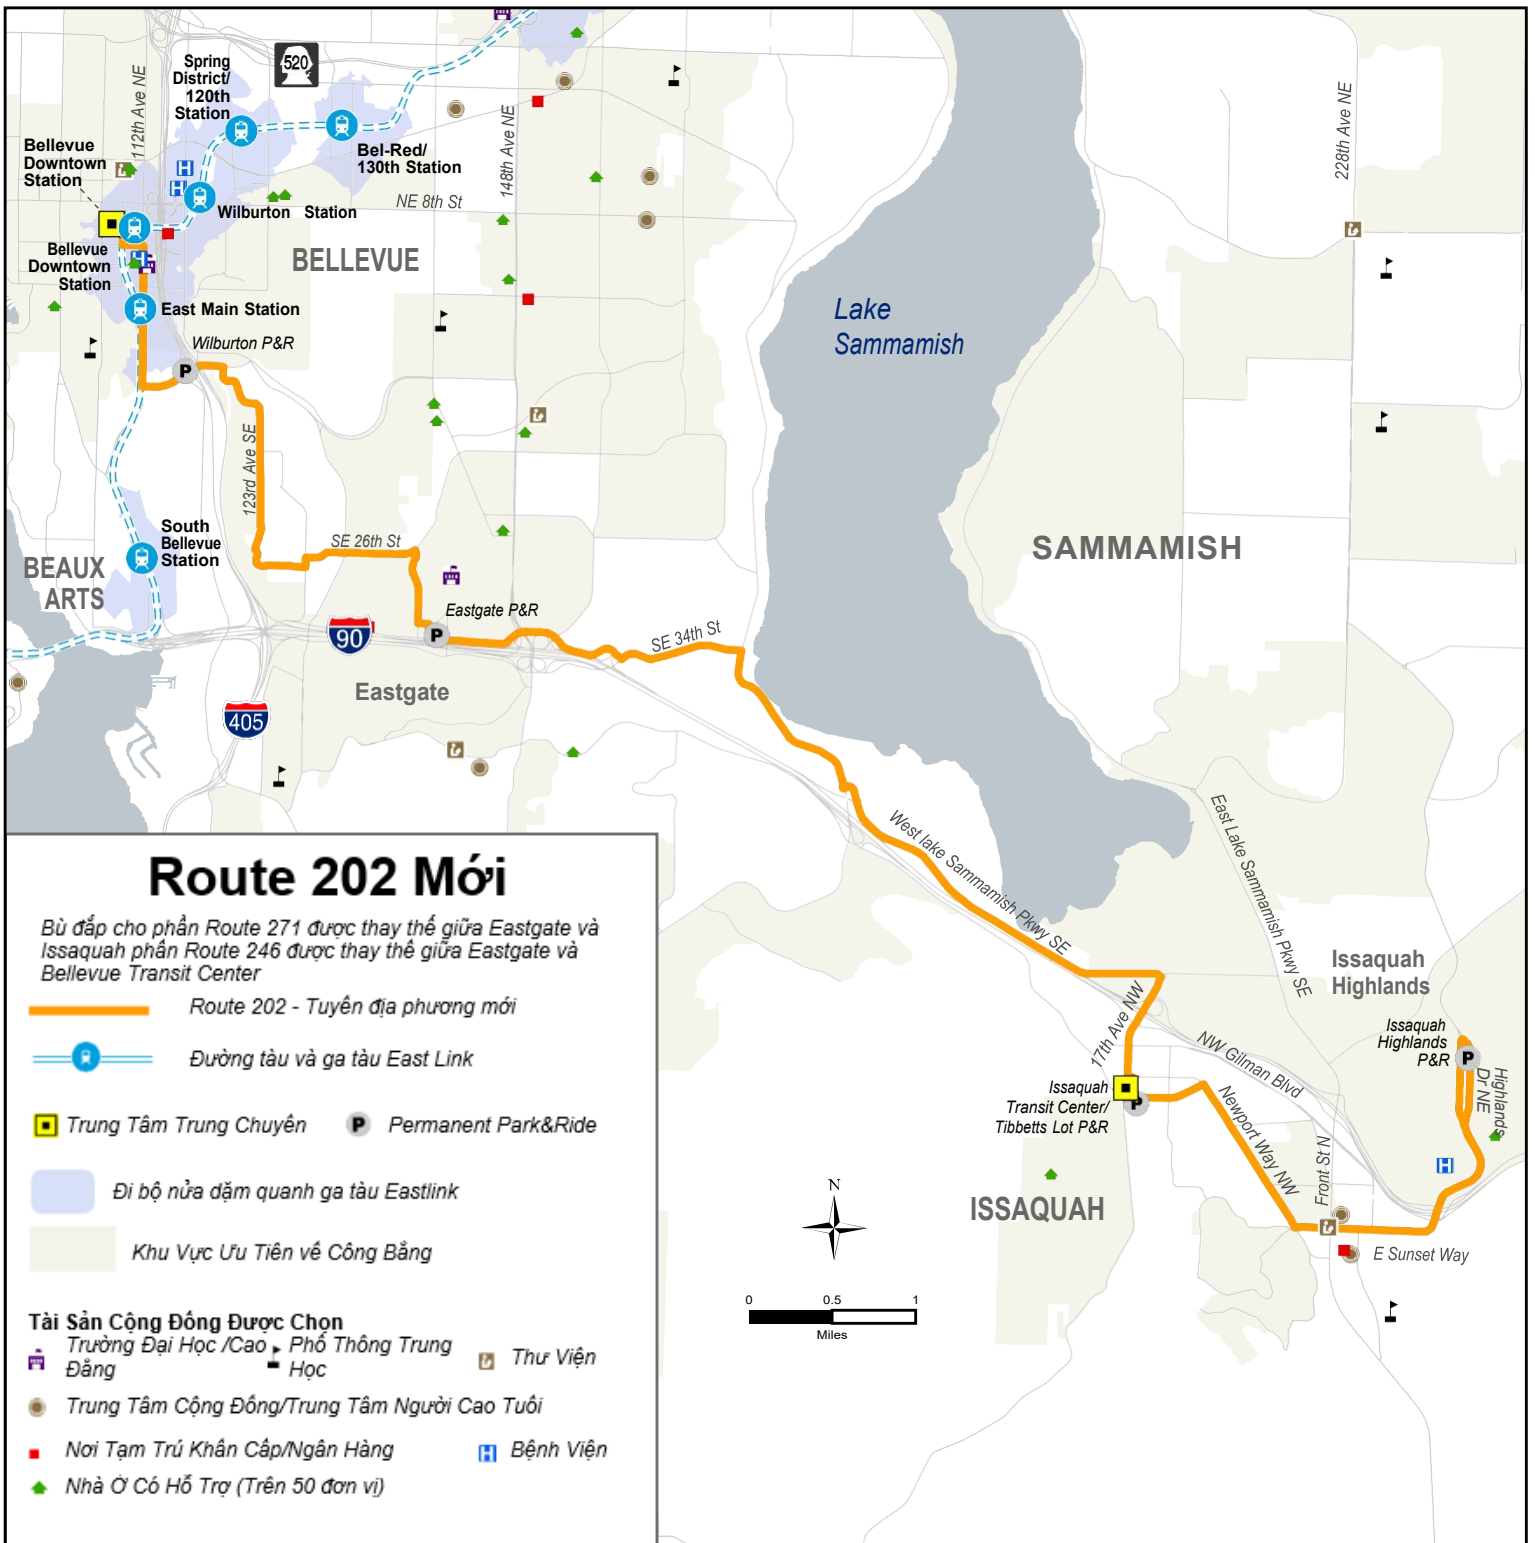 520
Spring
District/
120th
Station
112th Ave NE
Bellevue
Downtown
Station
Bel-Red/
130th Station
148th Ave NE
228th Ave NE
NE 8th St
Wilburton Station
BELLEVUE
Bellevue
Downtown
Station
East Main Station
Wilburton P&R
Lake
Sammamish
123rd Ave SE
SE 26th St
South
Bellevue
Station
BEAUX
ARTS
SAMMAMISH
Eastgate P&R
90
SE 34th St
Eastgate
405
West lake Sammamish Pkwy SE
East Lake Sammamish Pkwy SE
Issaquah
Highlands
17th Ave NW
NW Gilman Blvd
Issaquah
Highlands
P&R
Highlands
Dr NE
Issaquah
Transit Center/
Tibbetts Lot P&R
Newport Way NW
Front St N
ISSAQUAH
E Sunset Way
N
0 0.5 1
Miles
Route 202 Mới
Bù đắp cho phần Route 271 được thay thế giữa Eastgate và
Issaquah phần Route 246 được thay thế giữa Eastgate và
Bellevue Transit Center
Route 202 - Tuyến địa phương mới
Đường tàu và ga tàu East Link
Trung Tâm Trung Chuyển P Permanent Park&Ride
Đi bộ nửa dặm quanh ga tàu Eastlink
Khu Vực Ưu Tiên về Công Bằng
Tài Sản Cộng Đồng Được Chọn
Trường Đại Học /Cao
Đẳng
Phổ Thông Trung
Học
Thư Viện
Trung Tâm Cộng Đồng/Trung Tâm Người Cao Tuổi
Nơi Tạm Trú Khẩn Cấp/Ngân Hàng
H Bệnh Viện
Nhà Ở Có Hỗ Trợ (Trên 50 đơn vị)